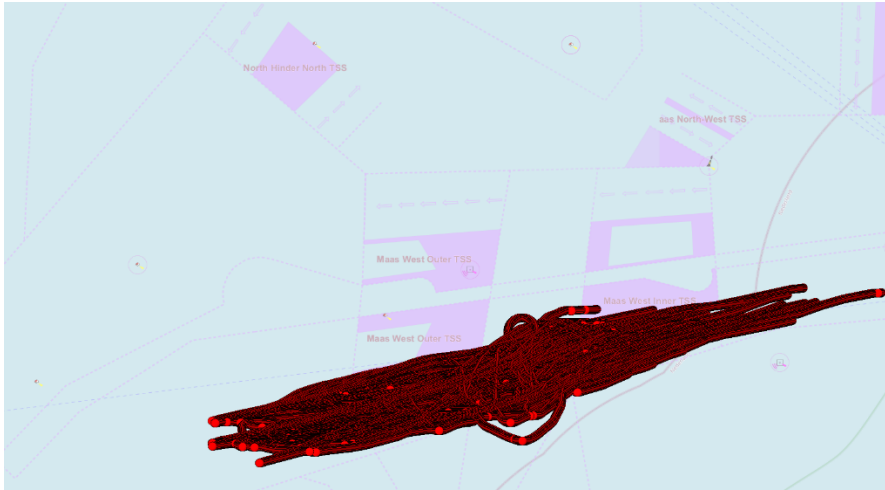 North Hinder North TSS
aas North-West TSS
Maas West Outer TSS
Maas West Inner TSS
Maas West Outer TSS